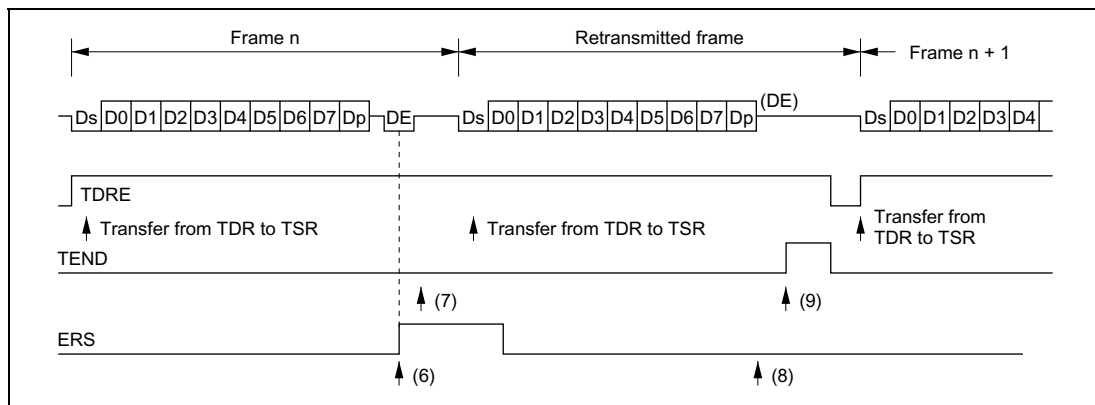 Frame n
Retransmitted frame
Frame n + 1
(DE)
Ds D0 D1 D2 D3 D4 D5 D6 D7 Dp DE Ds D0 D1 D2 D3 D4 D5 D6 D7 Dp Ds D0 D1 D2 D3 D4
TDRE
Transfer from TDR to TSR
Transfer from TDR to TSR
Transfer from
TDR to TSR
TEND
(7)
(9)
ERS
(6)
(8)